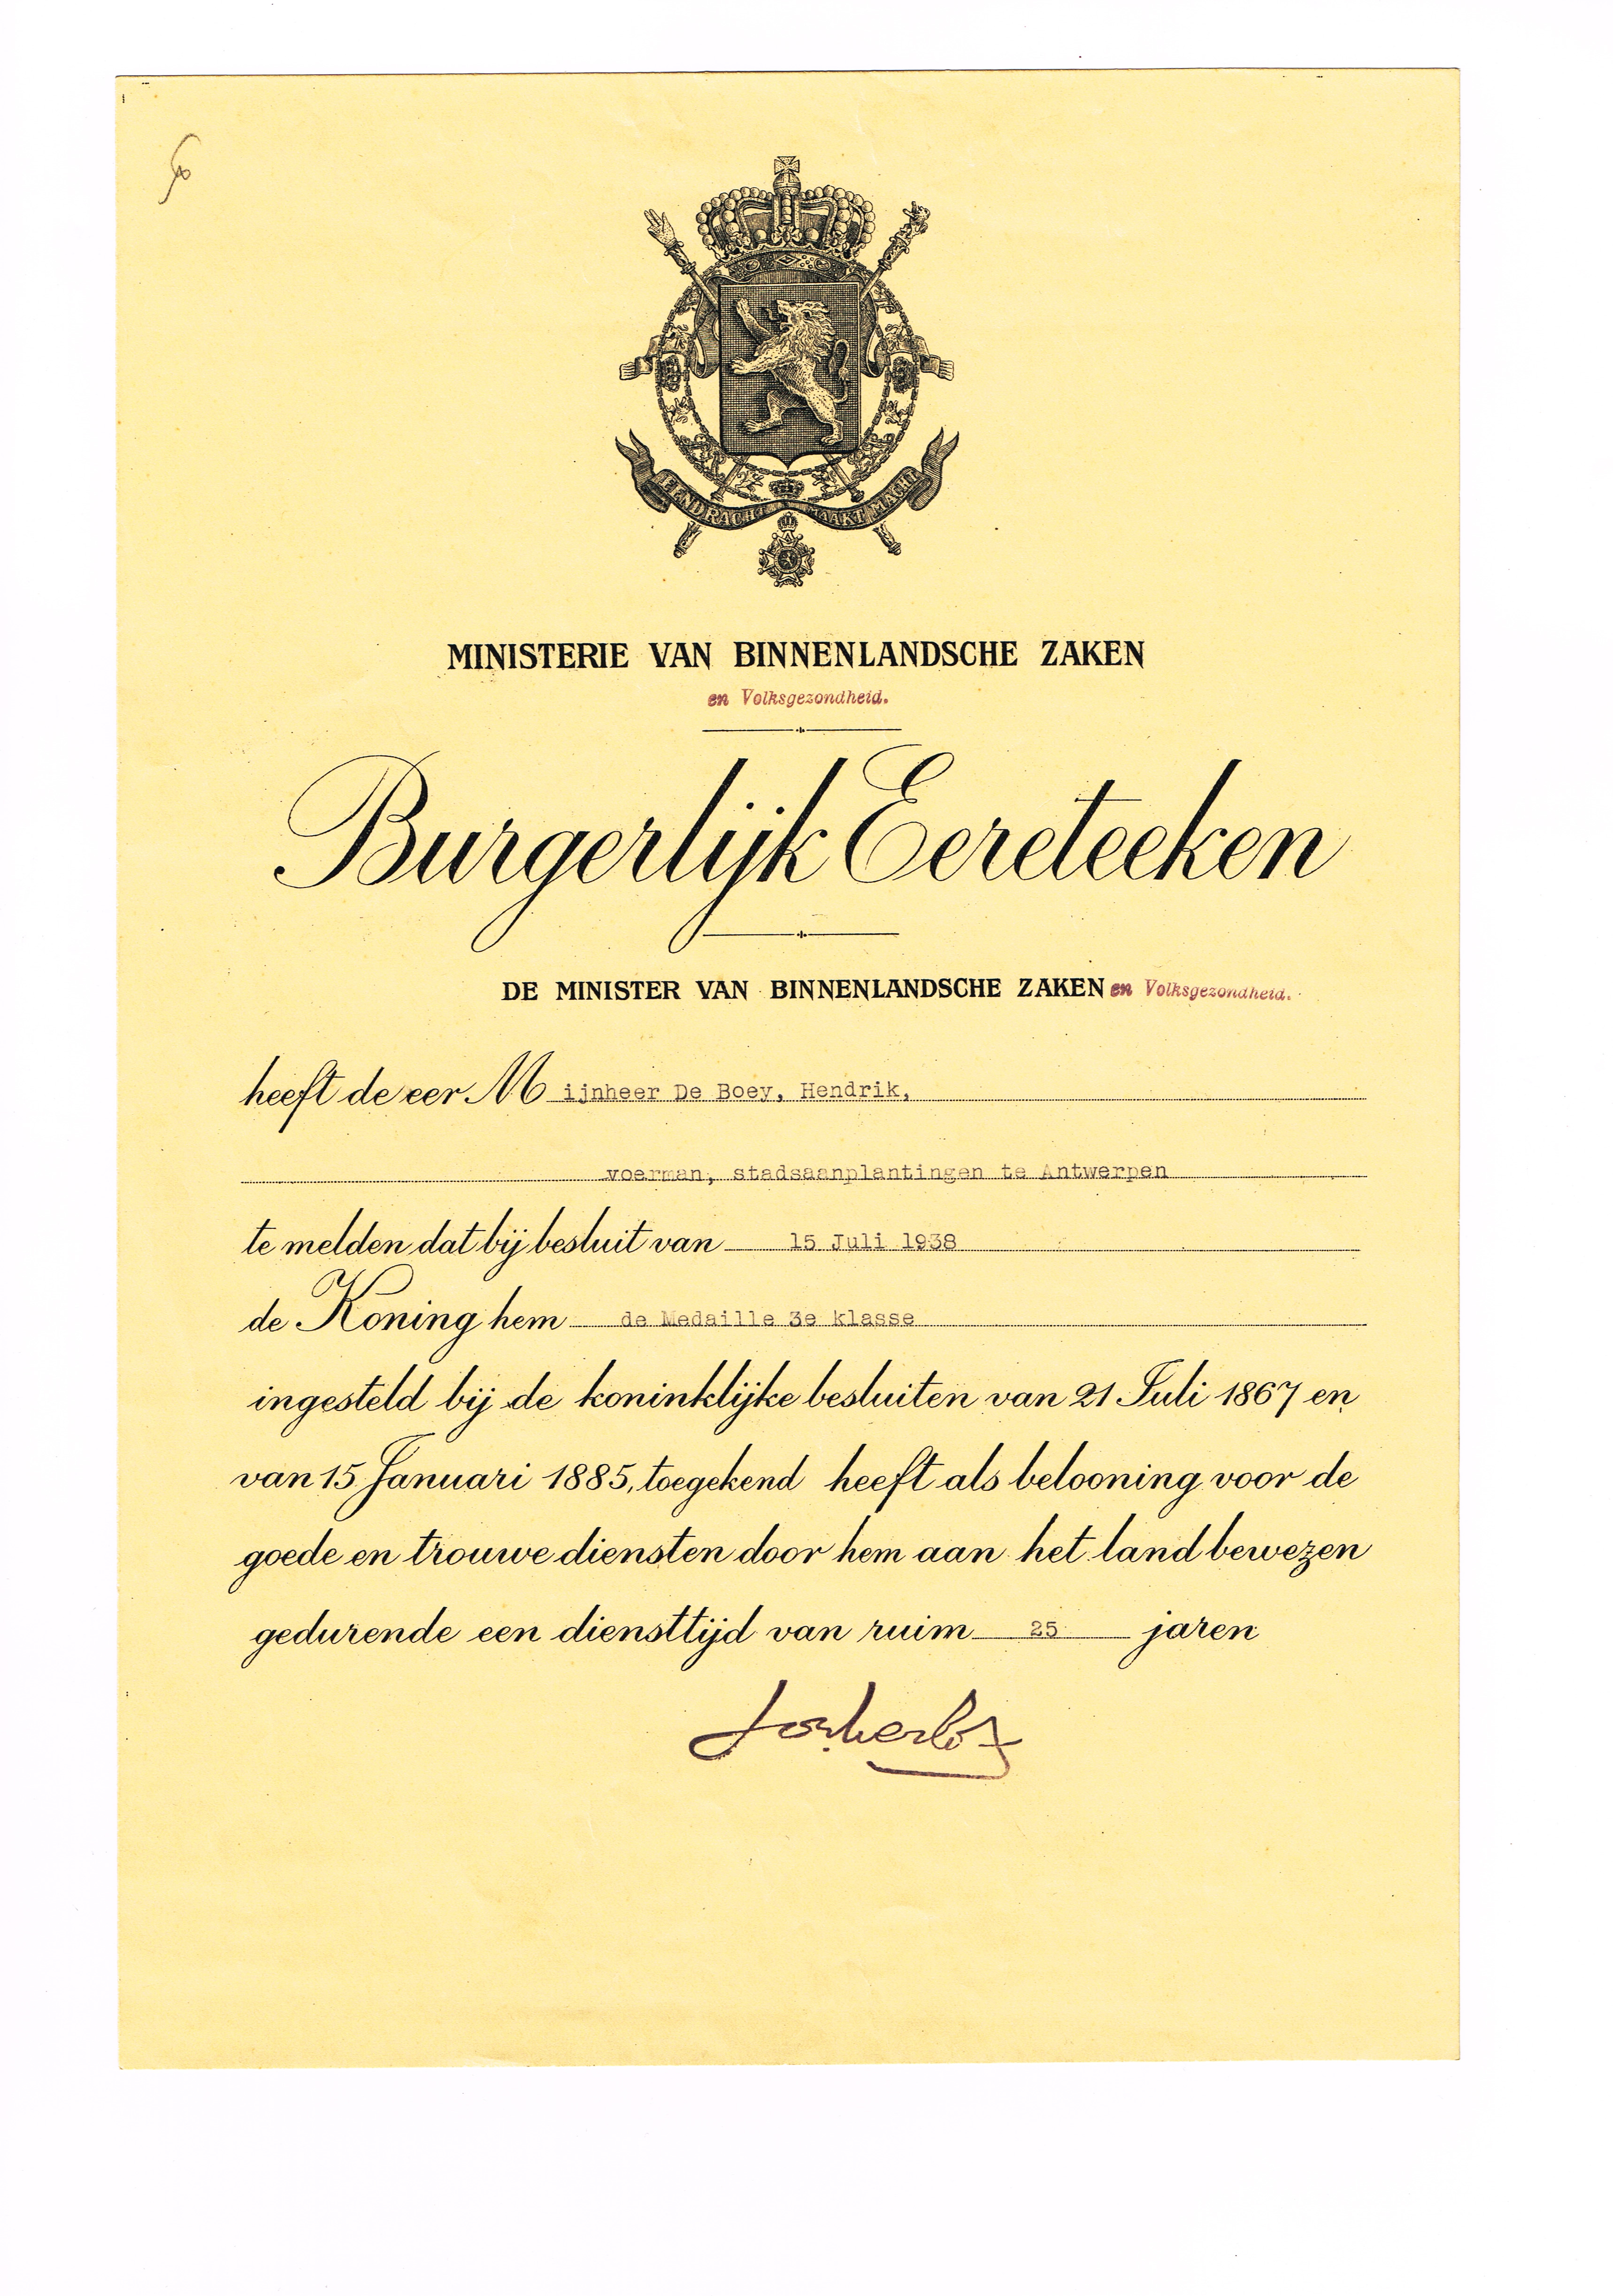 EENDRACHT MAAKT MACHT
MINISTERIE VAN BINNENLANDSCHE ZAKEN
en Volksgezondheid.
Burgerlijk Eereteeken
DE MINISTER VAN BINNENLANDSCHE ZAKEN en Volksgezondheid.
heeft de eer Mijnheer De Boey, Hendrik,
voerman, stadsaanplantingen te Antwerpen
te melden dat bij besluit van 15 Juli 1938
de Koning hem de Medaille 3e klasse
ingesteld bij de koninklijke besluiten van 21 Juli 1867 en
van 15 Januari 1885, toegekend heeft als belooning voor de
goede en trouwe diensten door hem aan het land bewezen
gedurende een diensttijd van ruim 25 jaren